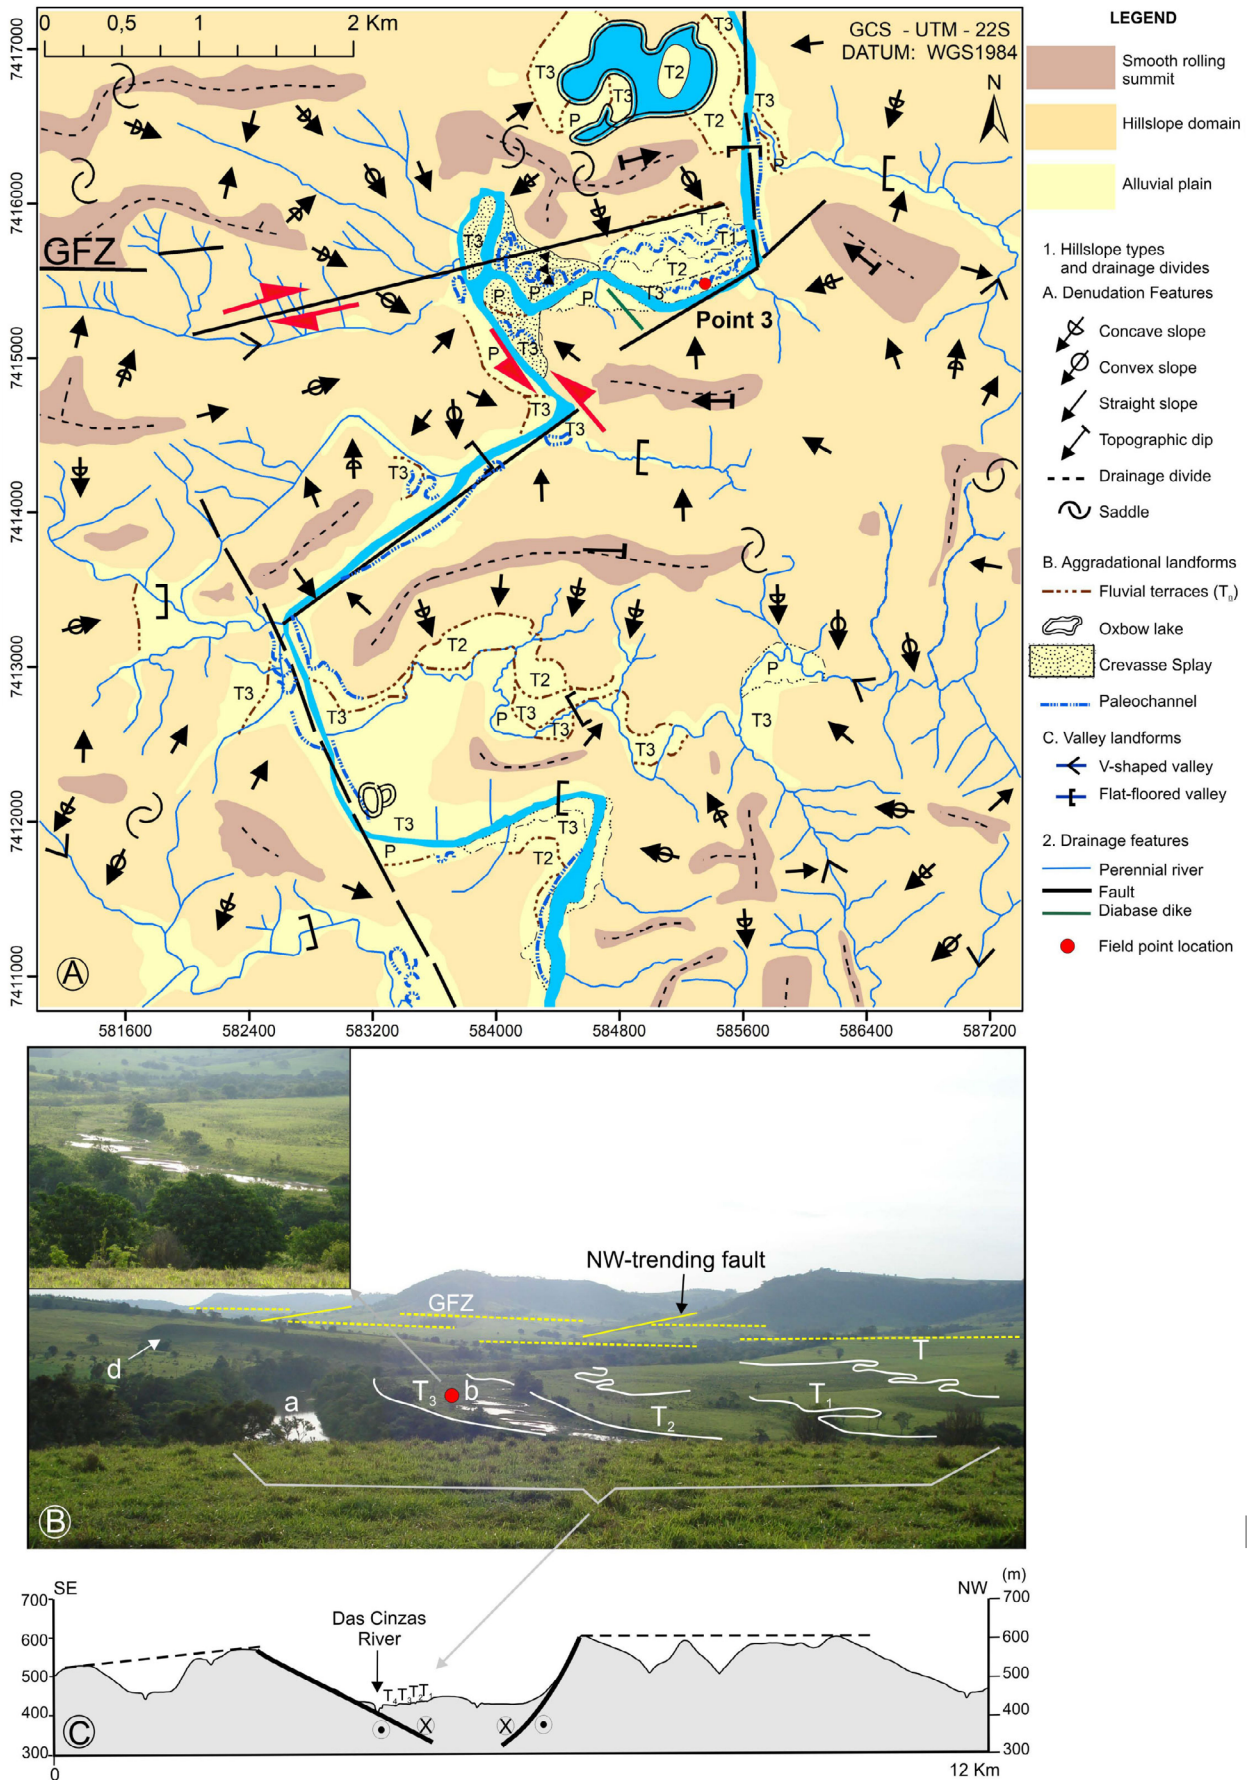 0 0,5 1 2 Km
GCS - UTM - 22S
DATUM: WGS1984
N
7417000
7416000
7415000
7414000
7413000
7412000
7411000
T3
T3
T2
T3
P
T2
T3
P
T
T1
T2
T3
T3
P
P
P
P
T3
GFZ
Point 3
T3
T3
T3
T2
T2
T3
P
T3
T3
T3
T3
P
T3
T3
P
T3
T2
A
581600 582400 583200 584000 584800 585600 586400 587200
LEGEND
Smooth rolling
summit
Hillslope domain
Alluvial plain
1. Hillslope types
and drainage divides
A. Denudation Features
Concave slope
Convex slope
Straight slope
Topographic dip
Drainage divide
Saddle
B. Aggradational landforms
Fluvial terraces (T₀)
Oxbow lake
Crevasse Splay
Paleochannel
C. Valley landforms
V-shaped valley
Flat-floored valley
2. Drainage features
Perennial river
Fault
Diabase dike
Field point location
NW-trending fault
GFZ
d
T
T₃ b
T₁
a
T₂
B
SE
NW
(m)
700
600
500
400
300
Das Cinzas
River
T₄T₃T₂T₁
X
X
700
600
500
400
300
C
0
12 Km